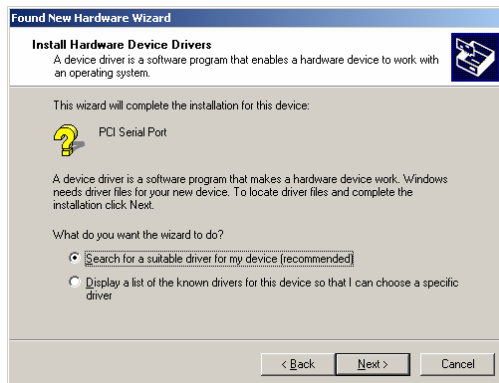 Found New Hardware Wizard
Install Hardware Device Drivers
A device driver is a software program that enables a hardware device to work with
an operating system.
This wizard will complete the installation for this device:
PCI Serial Port
A device driver is a software program that makes a hardware device work. Windows
needs driver files for your new device. To locate driver files and complete the
installation click Next.
What do you want the wizard to do?
Search for a suitable driver for my device (recommended)
Display a list of the known drivers for this device so that I can choose a specific
driver
< Back
Next >
Cancel